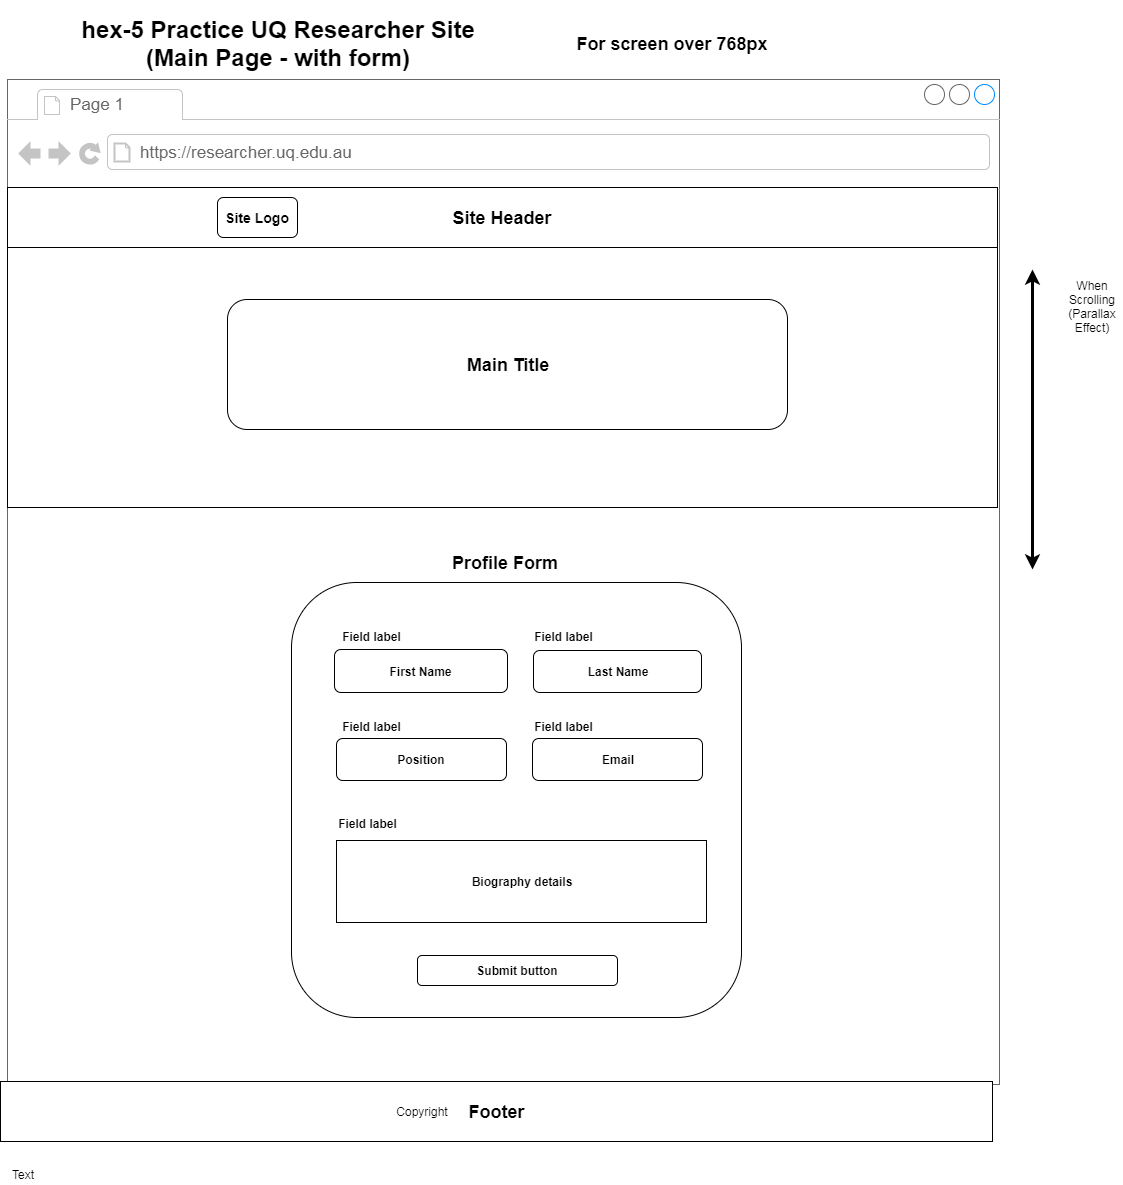 hex-5 Practice UQ Researcher Site
(Main Page - with form)
For screen over 768px
Page 1
https://researcher.uq.edu.au
Site Logo
Site Header
When
Scrolling
(Parallax
Effect)
Main Title
Profile Form
Field label
Field label
First Name
Last Name
Field label
Field label
Position
Email
Field label
Biography details
Submit button
Copyright
Footer
Text